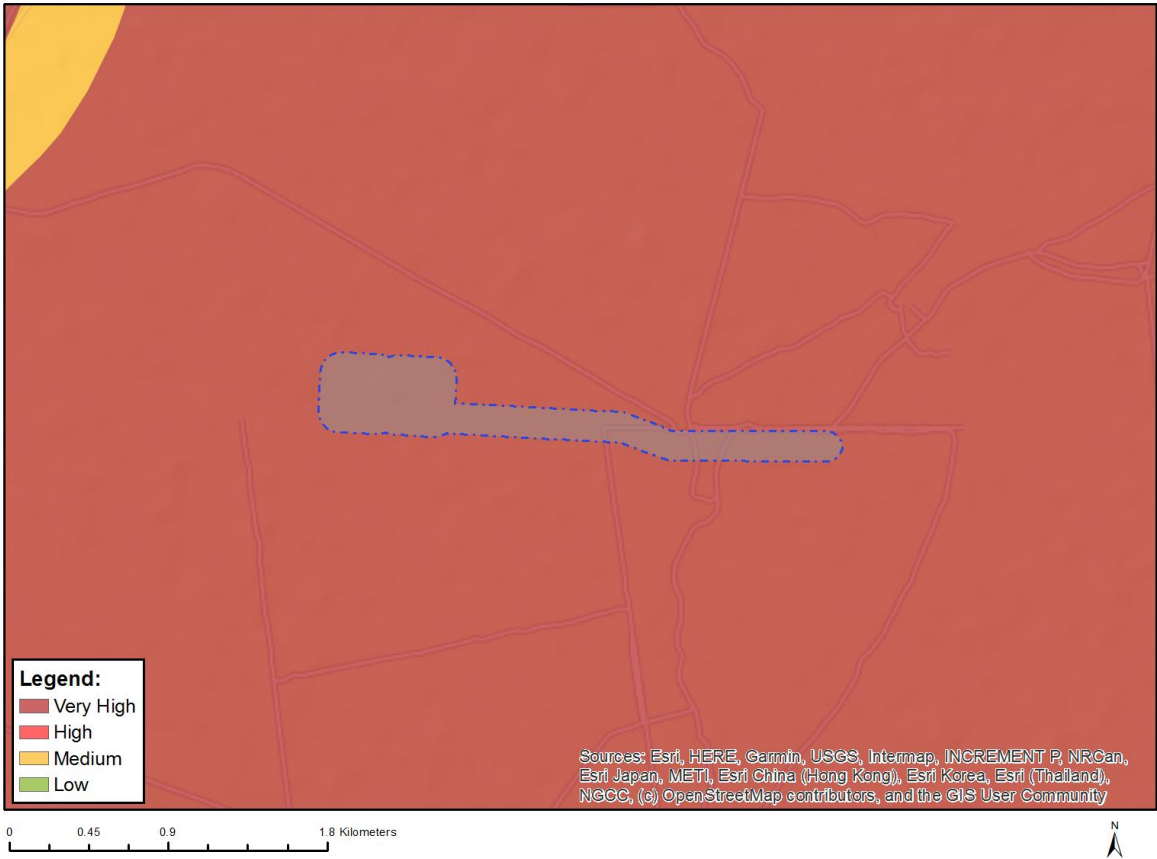 Legend:
Very High
High
Medium
Low
Sources: Esri, HERE, Garmin, USGS, Intermap, INCREMENT P, NRCan,
Esri Japan, METI, Esri China (Hong Kong), Esri Korea, Esri (Thailand),
NGCC, (c) OpenStreetMap contributors, and the GIS User Community
0 0.45 0.9 1.8 Kilometers
N